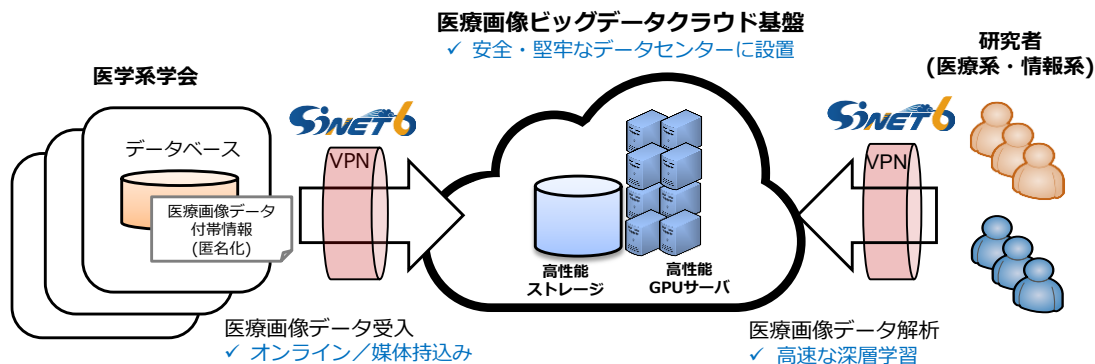 医療画像ビッグデータクラウド基盤
✓ 安全・堅牢なデータセンターに設置
医学系学会
データベース
医療画像データ
付帯情報
(匿名化)
SINET6
VPN
高性能
ストレージ
高性能
GPUサーバ
SINET6
VPN
研究者
(医療系・情報系)
医療画像データ受入
✓ オンライン／媒体持込み
医療画像データ解析
✓ 高速な深層学習